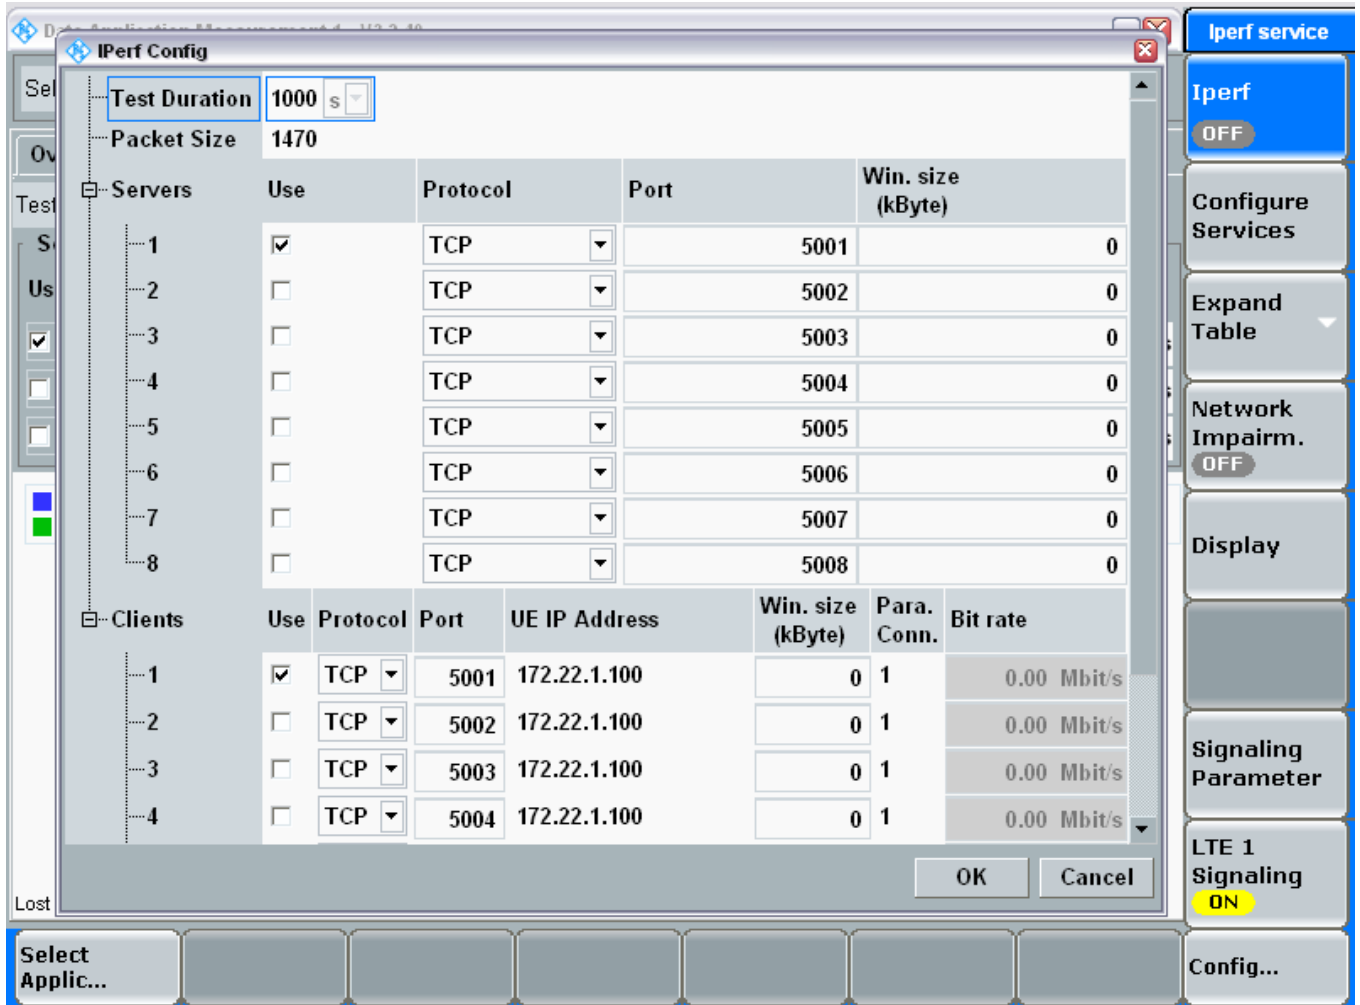 IPerf Config
Iperf service
Test Duration 1000 s
Packet Size 1470
Servers Use Protocol Port Win. size (kByte)
1 TCP 5001 0
2 TCP 5002 0
3 TCP 5003 0
4 TCP 5004 0
5 TCP 5005 0
6 TCP 5006 0
7 TCP 5007 0
8 TCP 5008 0
Clients Use Protocol Port UE IP Address Win. size (kByte) Para. Conn. Bit rate
1 TCP 5001 172.22.1.100 0 1 0.00 Mbit/s
2 TCP 5002 172.22.1.100 0 1 0.00 Mbit/s
3 TCP 5003 172.22.1.100 0 1 0.00 Mbit/s
4 TCP 5004 172.22.1.100 0 1 0.00 Mbit/s
OK Cancel
Sel
Ov
Test
Us
Lost
Iperf
OFF
Configure
Services
Expand
Table
Network
Impairm.
OFF
Display
Signaling
Parameter
LTE 1
Signaling
ON
Select
Applic...
Config...